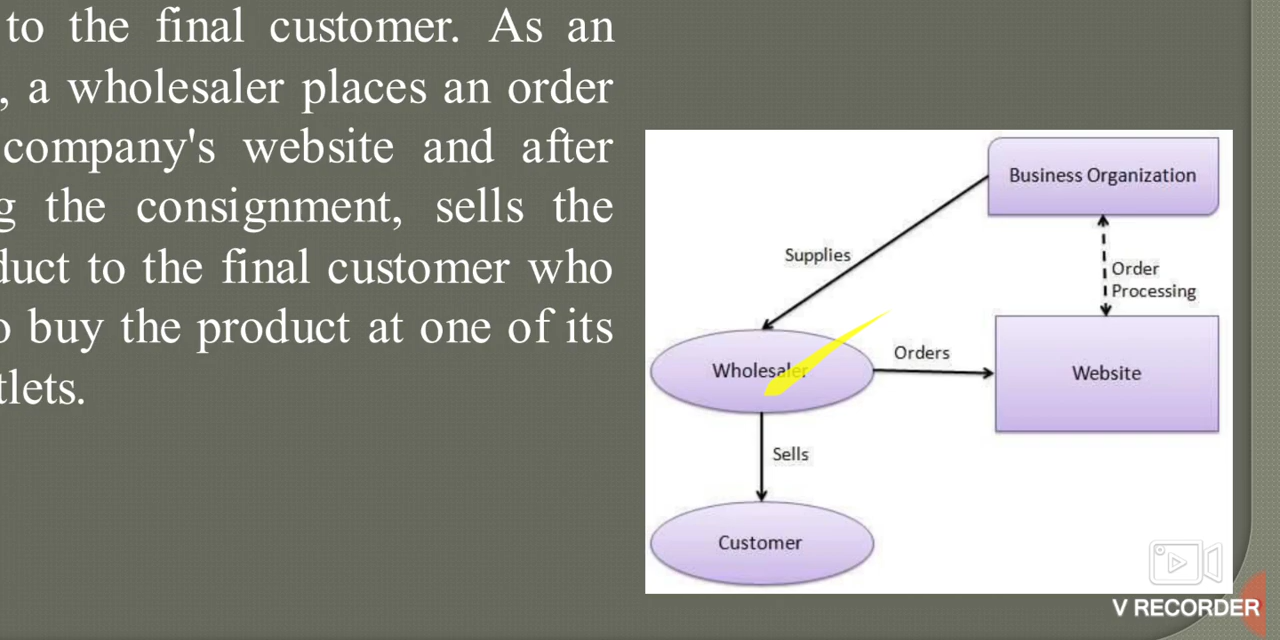 to the final customer. As an
, a wholesaler places an order
company's website and after
g the consignment, sells the
duct to the final customer who
o buy the product at one of its
tlets.
Business Organization
Supplies
Order
Processing
Wholesaler
Orders
Website
Sells
Customer
V RECORDER